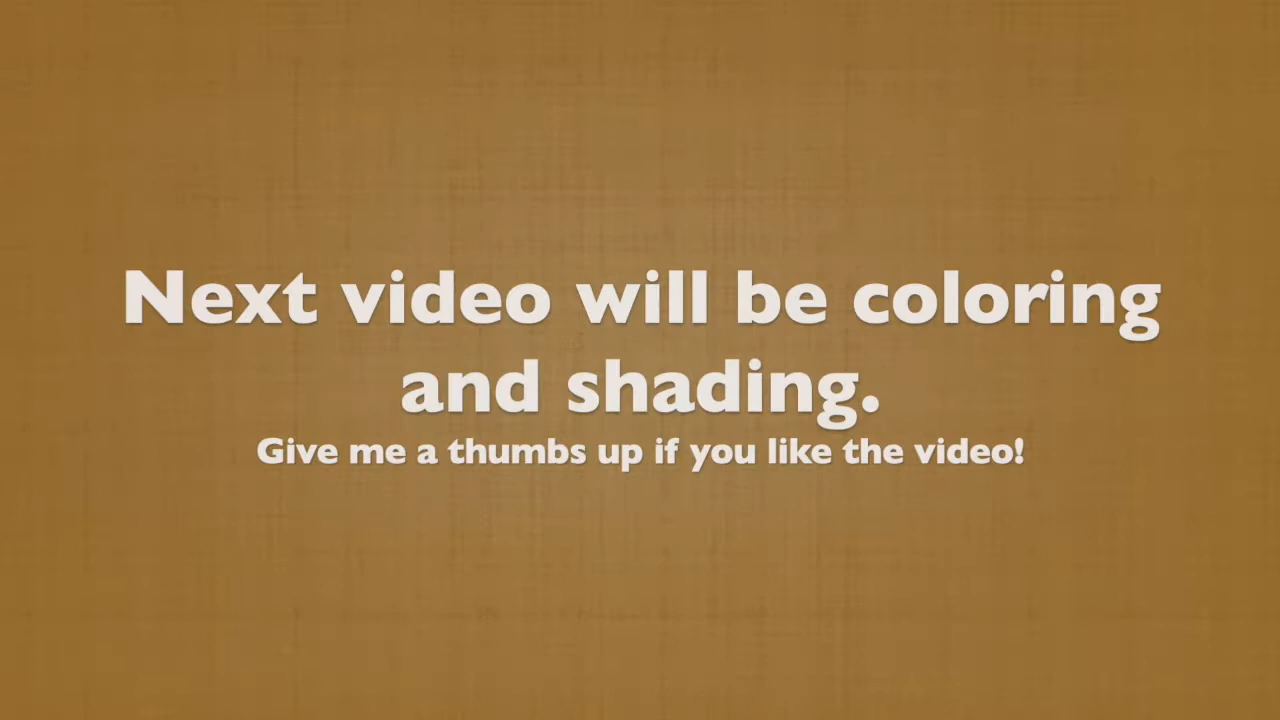 Next video will be coloring
and shading.
Give me a thumbs up if you like the video!